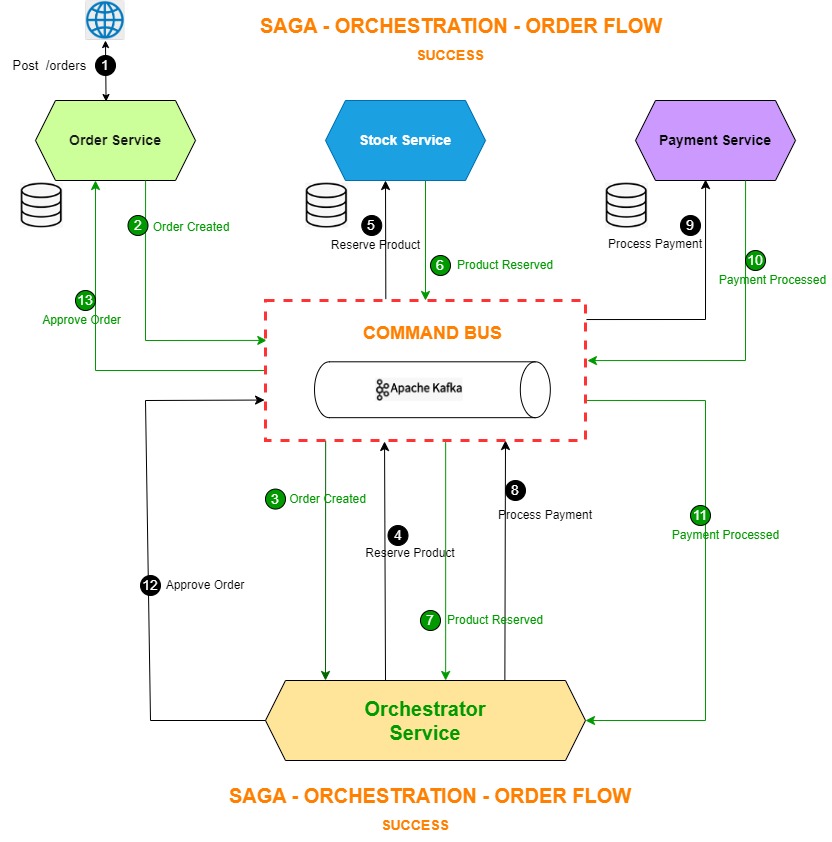 SAGA - ORCHESTRATION - ORDER FLOW
SUCCESS
Post /orders
1
Order Service
Stock Service
Payment Service
2
Order Created
5
Reserve Product
9
Process Payment
6
Product Reserved
10
Payment Processed
13
Approve Order
COMMAND BUS
Apache Kafka
3
Order Created
8
Process Payment
4
Reserve Product
11
Payment Processed
12
Approve Order
7
Product Reserved
Orchestrator
Service
SAGA - ORCHESTRATION - ORDER FLOW
SUCCESS